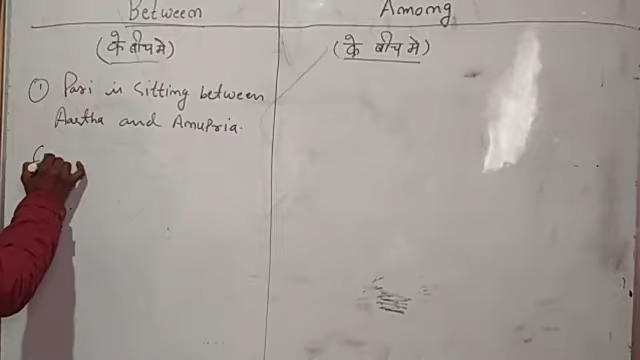 Between
Among
(के बीच मे)
(के बीच मे)
① Pari is sitting between
Aastha and Anupria.